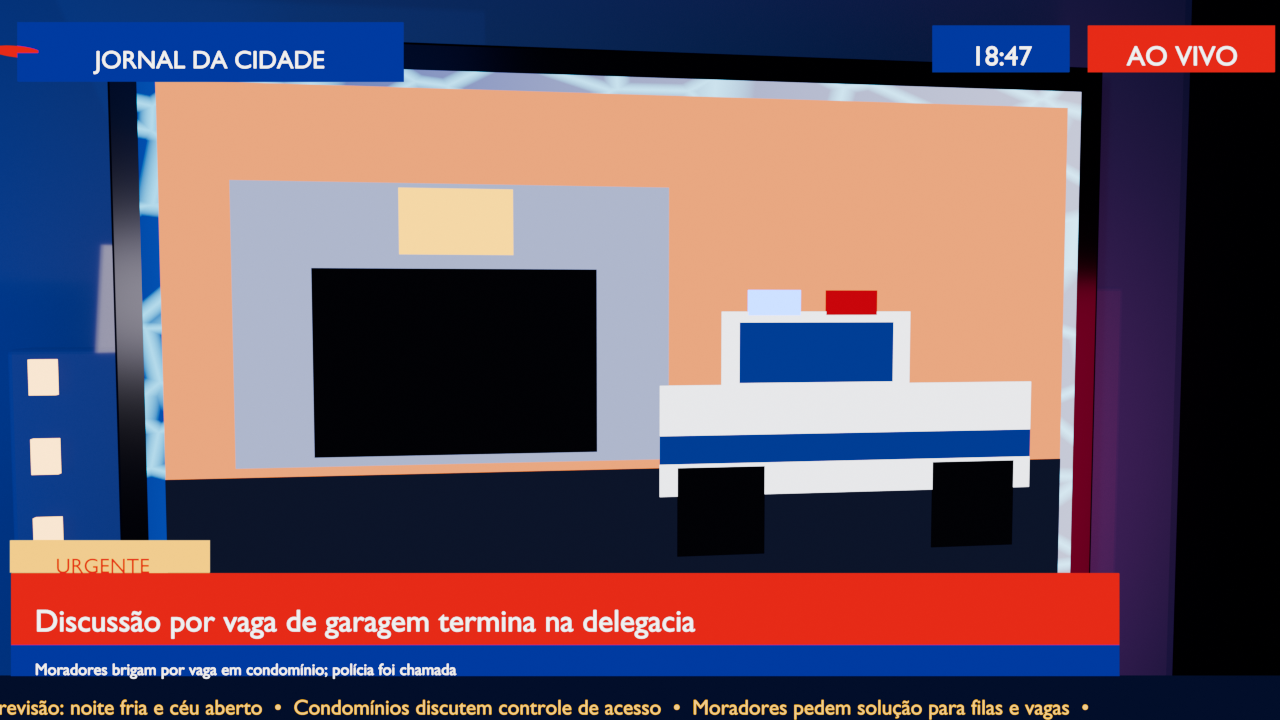 JORNAL DA CIDADE
18:47
AO VIVO
URGENTE
Discussão por vaga de garagem termina na delegacia
Moradores brigam por vaga em condomínio; polícia foi chamada
noite fria e céu aberto • Condomínios discutem controle de acesso • Moradores pedem solução para filas e vagas •